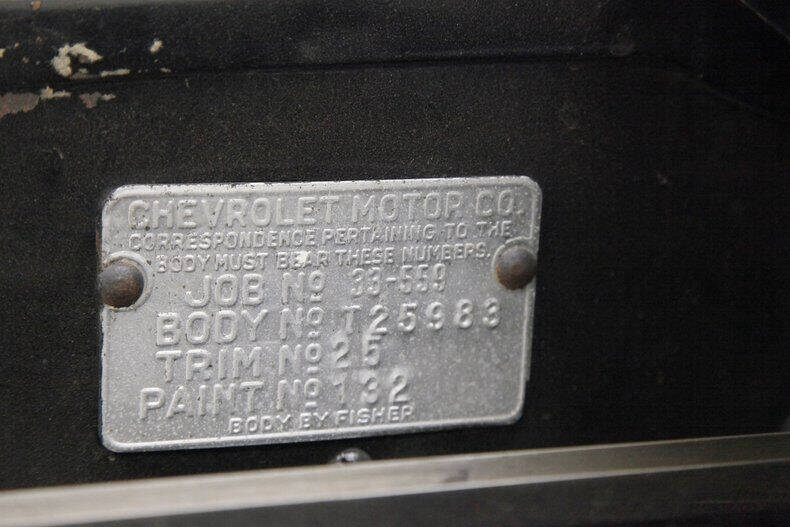 CHEVROLET MOTOR CO.
CORRESPONDENCE PERTAINING TO THE
BODY MUST BEAR THESE NUMBERS.
JOB NO 33-559
BODY NO T25983
TRIM NO 25
PAINT NO 132
BODY BY FISHER